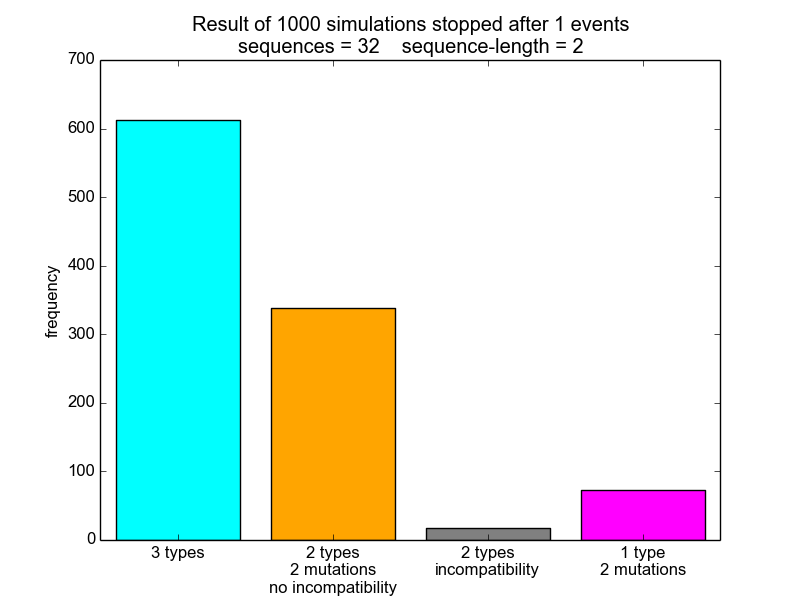 Result of 1000 simulations stopped after 1 events
sequences = 32    sequence-length = 2
700
600
500
400
300
200
100
0
frequency
3 types
2 types
2 mutations
no incompatibility
2 types
incompatibility
1 type
2 mutations